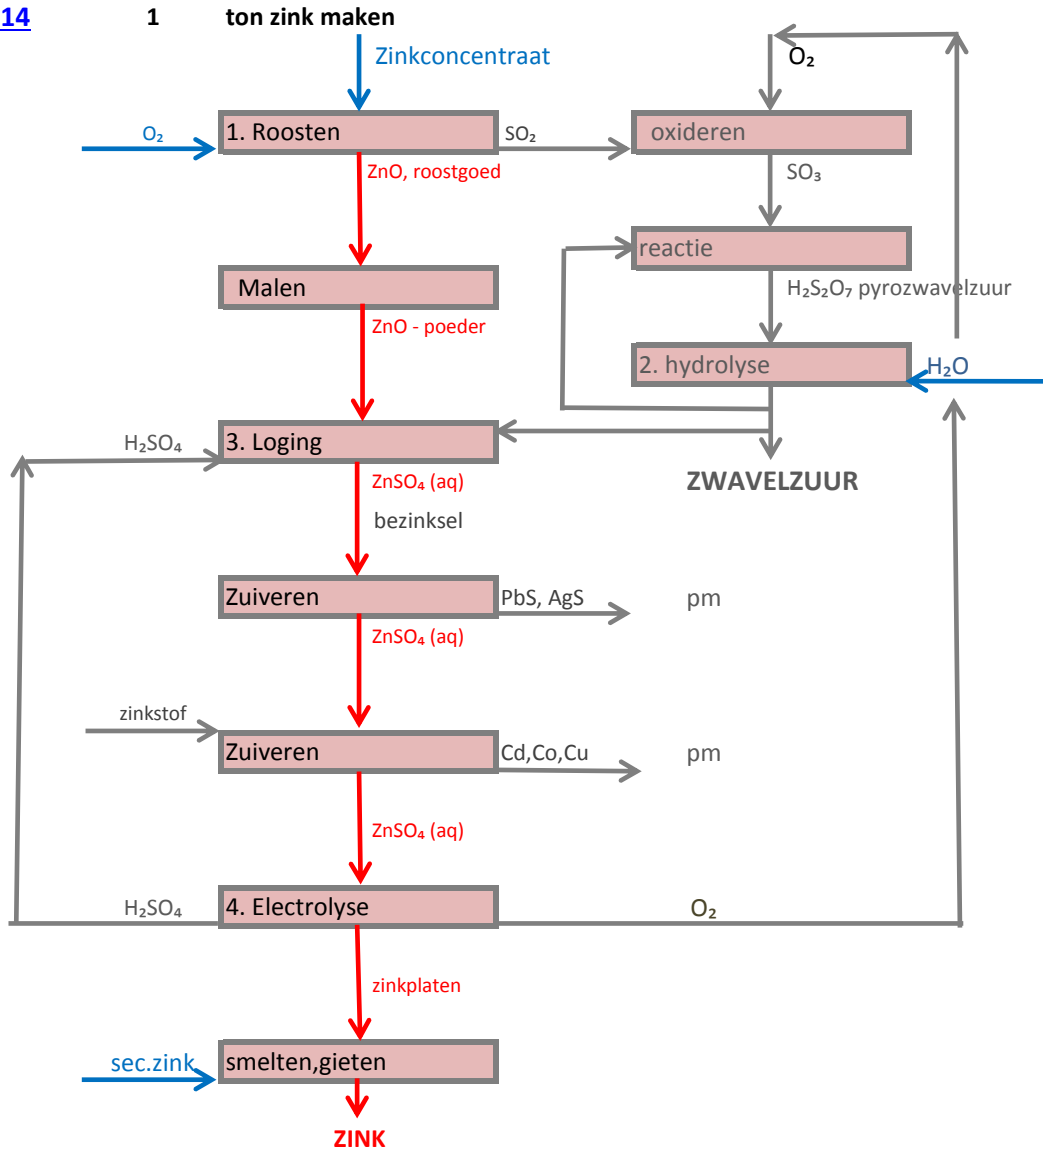 14 1 ton zink maken
Zinkconcentraat
O₂
O₂
1. Roosten
SO₂
oxideren
ZnO, roostgoed
SO₃
reactie
Malen
H₂S₂O₇ pyrozwavelzuur
ZnO - poeder
2. hydrolyse
H₂O
H₂SO₄
3. Loging
ZnSO₄ (aq)
ZWAVELZUUR
bezinksel
Zuiveren
PbS, AgS
pm
ZnSO₄ (aq)
zinkstof
Zuiveren
Cd,Co,Cu
pm
ZnSO₄ (aq)
H₂SO₄
4. Electrolyse
O₂
zinkplaten
sec.zink
smelten,gieten
ZINK